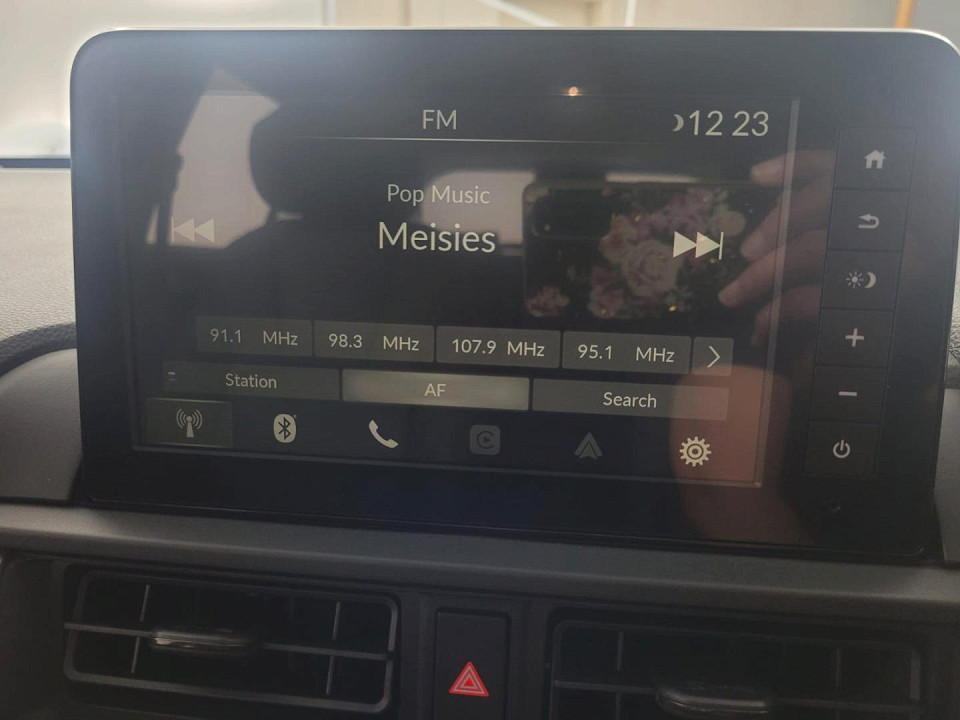 FM
12 23
Pop Music
Meisies
91.1 MHz 98.3 MHz 107.9 MHz 95.1 MHz
Station AF Search